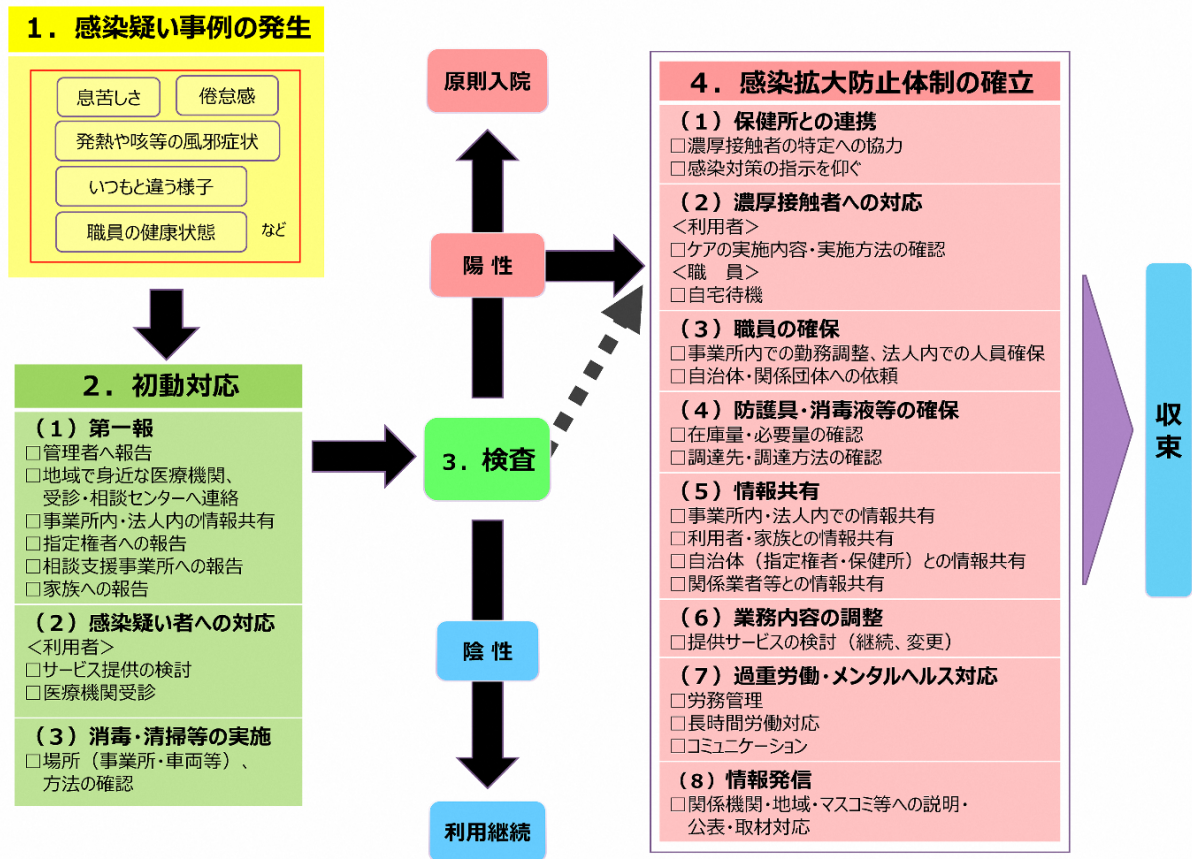 1．感染疑い事例の発生
息苦しさ
倦怠感
発熱や咳等の風邪症状
いつもと違う様子
職員の健康状態
など
2．初動対応
（1）第一報
□管理者へ報告
□地域で身近な医療機関、
受診・相談センターへ連絡
□事業所内・法人内の情報共有
□指定権者への報告
□相談支援事業所への報告
□家族への報告
（2）感染疑い者への対応
＜利用者＞
□サービス提供の検討
□医療機関受診
（3）消毒・清掃等の実施
□場所（事業所・車両等）、
方法の確認
原則入院
陽 性
3．検査
陰 性
利用継続
4．感染拡大防止体制の確立
（1）保健所との連携
□濃厚接触者の特定への協力
□感染対策の指示を仰ぐ
（2）濃厚接触者への対応
＜利用者＞
□ケアの実施内容・実施方法の確認
＜職　員＞
□自宅待機
（3）職員の確保
□事業所内での勤務調整、法人内での人員確保
□自治体・関係団体への依頼
（4）防護具・消毒液等の確保
□在庫量・必要量の確認
□調達先・調達方法の確認
（5）情報共有
□事業所内・法人内での情報共有
□利用者・家族との情報共有
□自治体（指定権者・保健所）との情報共有
□関係業者等との情報共有
（6）業務内容の調整
□提供サービスの検討（継続、変更）
（7）過重労働・メンタルヘルス対応
□労務管理
□長時間労働対応
□コミュニケーション
（8）情報発信
□関係機関・地域・マスコミ等への説明・
公表・取材対応
収束